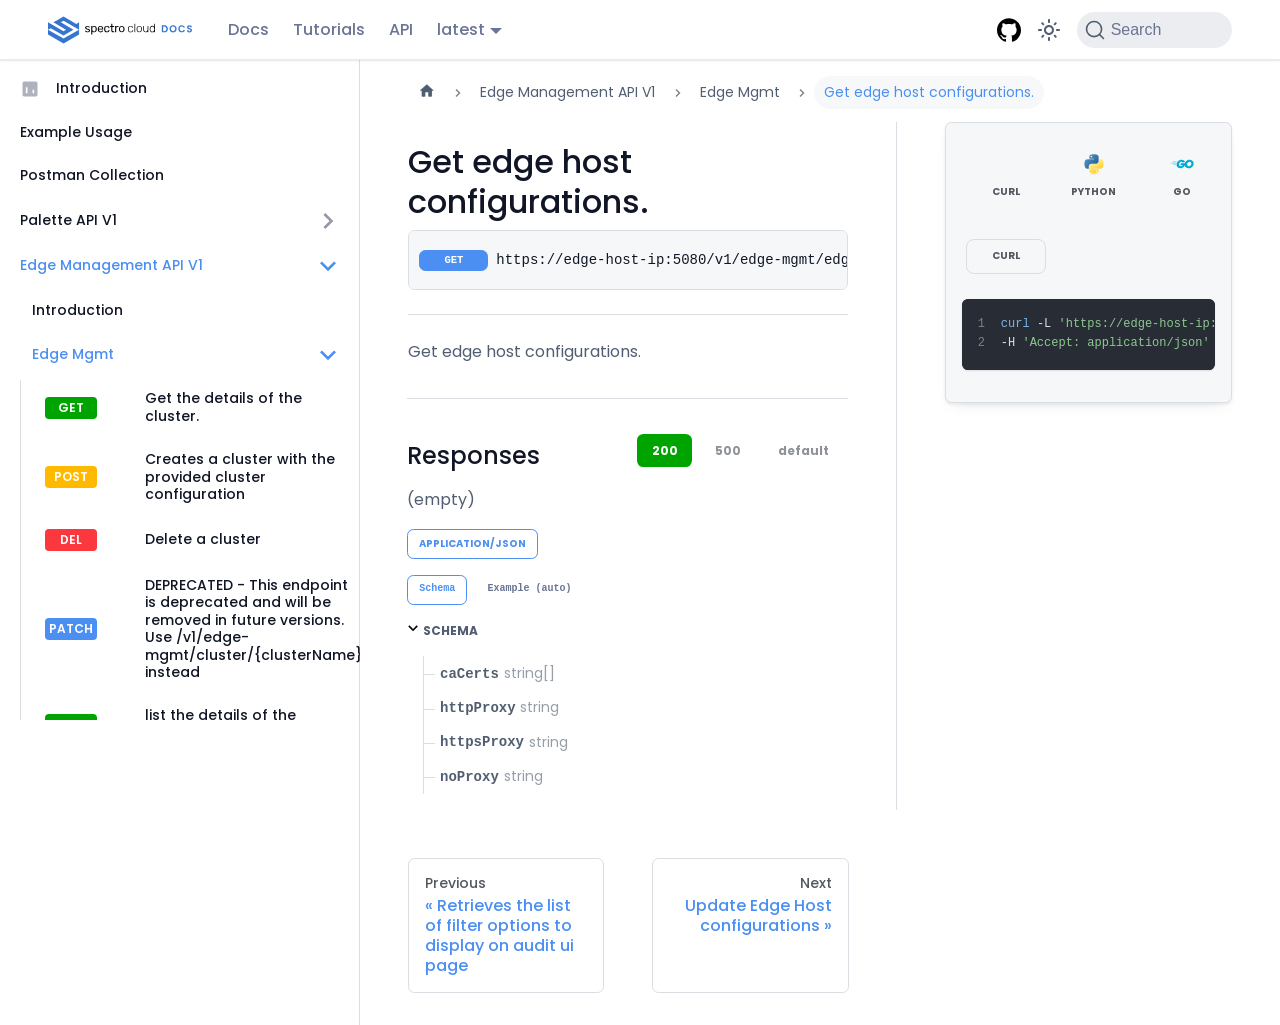 spectro cloud DOCS
Docs
Tutorials
API
latest
Search
Introduction
Example Usage
Postman Collection
Palette API V1
Edge Management API V1
Introduction
Edge Mgmt
GET
Get the details of the
cluster.
POST
Creates a cluster with the
provided cluster
configuration
DEL
Delete a cluster
PATCH
DEPRECATED - This endpoint
is deprecated and will be
removed in future versions.
Use /v1/edge-
mgmt/cluster/{clusterName}
instead
list the details of the
Edge Management API V1
Edge Mgmt
Get edge host configurations.
Get edge host
configurations.
GET
https://edge-host-ip:5080/v1/edge-mgmt/edg
Get edge host configurations.
Responses
200
500
default
(empty)
APPLICATION/JSON
Schema
Example (auto)
SCHEMA
caCerts string[]
httpProxy string
httpsProxy string
noProxy string
Previous
« Retrieves the list
of filter options to
display on audit ui
page
Next
Update Edge Host
configurations »
CURL
PYTHON
GO
GO
CURL
1 curl -L 'https://edge-host-ip:
2 -H 'Accept: application/json'